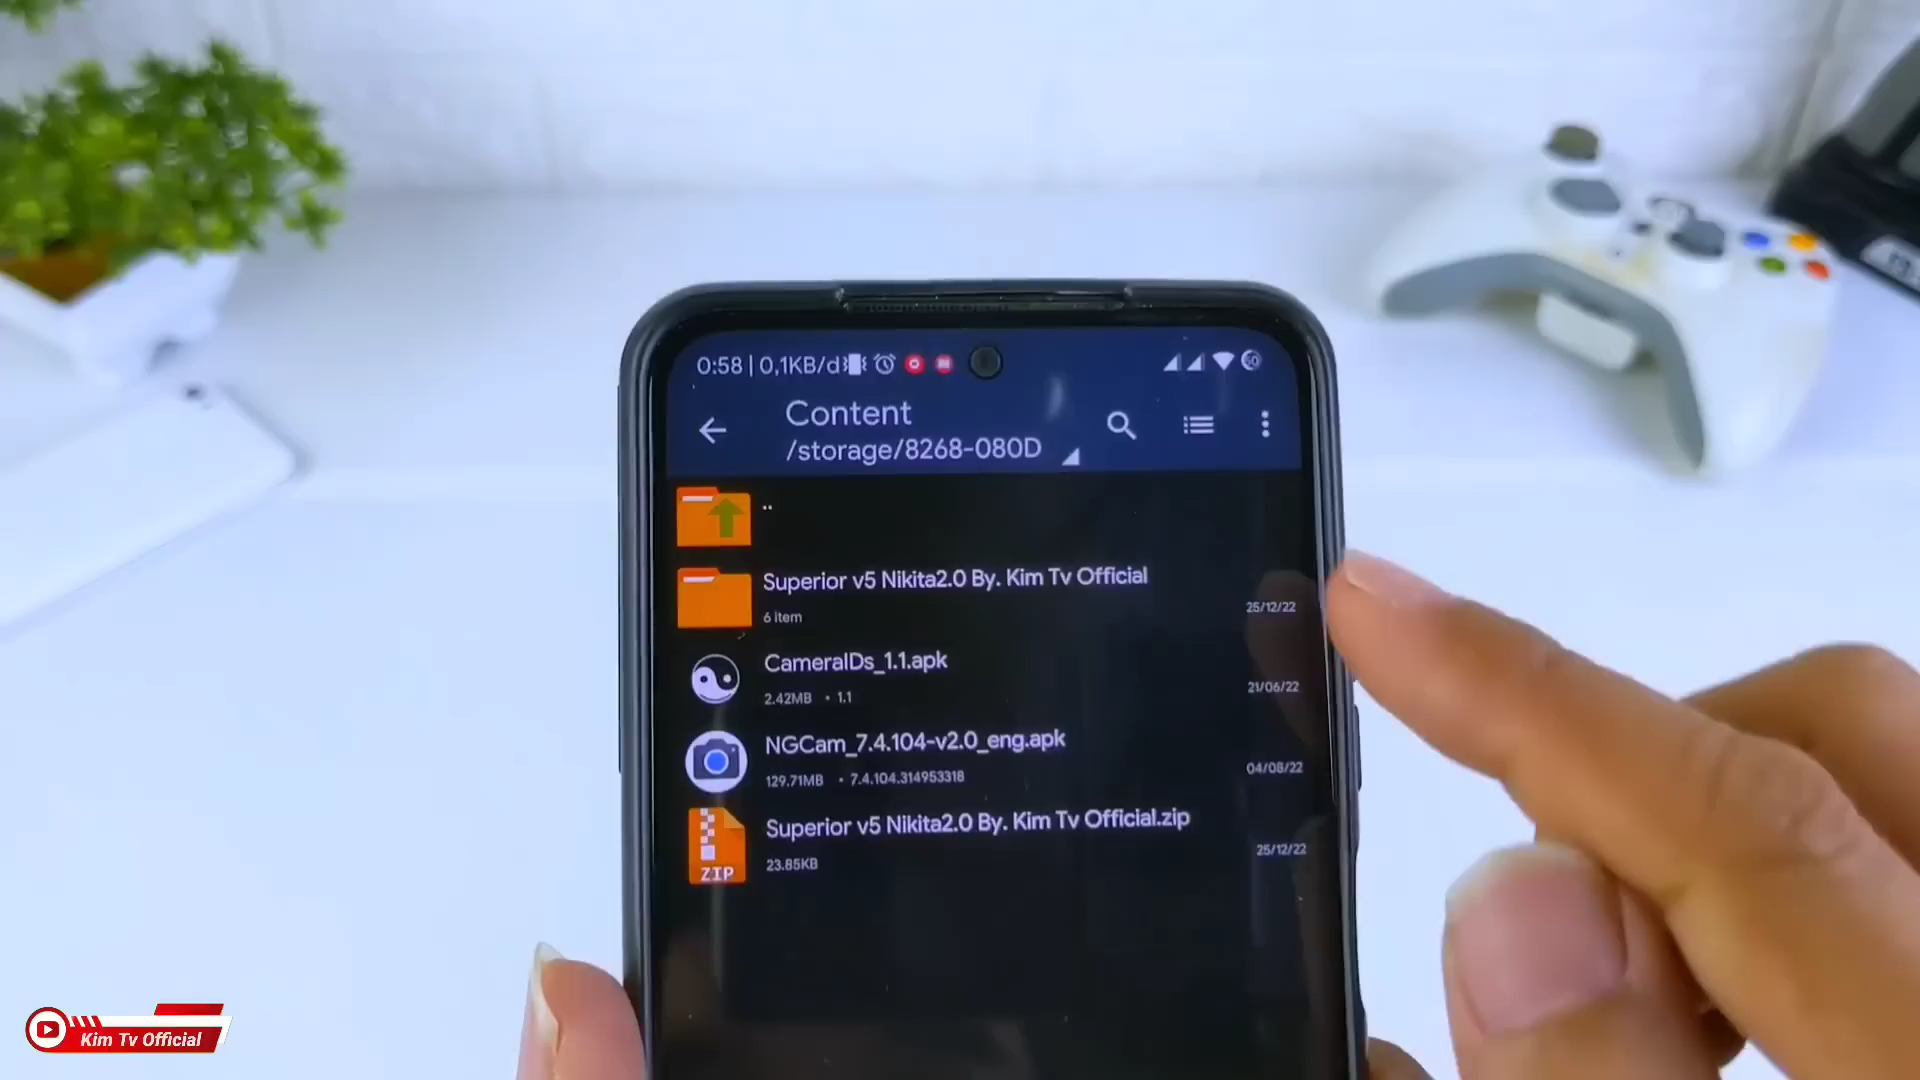 0:58 | 0,1KB/d
50
Content
/storage/8268-080D
..
Superior v5 Nikita2.0 By. Kim Tv Official
6 item
25/12/22
CameraIDs_1.1.apk
2.42MB • 1.1
21/06/22
NGCam_7.4.104-v2.0_eng.apk
129.71MB • 7.4.104.314953318
04/08/22
Superior v5 Nikita2.0 By. Kim Tv Official.zip
23.85KB
25/12/22
ZIP
Kim Tv Official